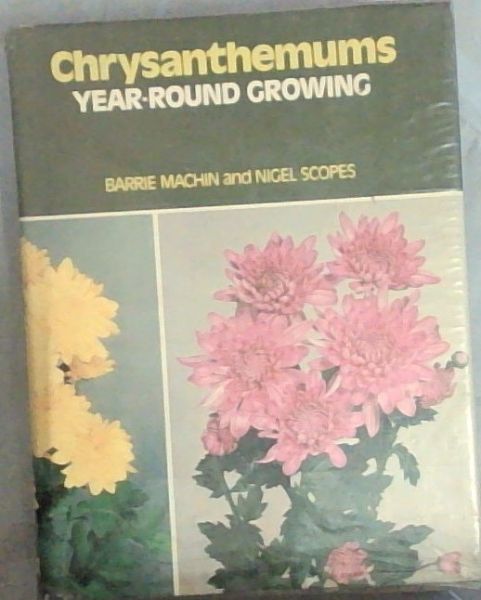 Chrysanthemums
YEAR-ROUND GROWING
BARRIE MACHIN and NIGEL SCOPES